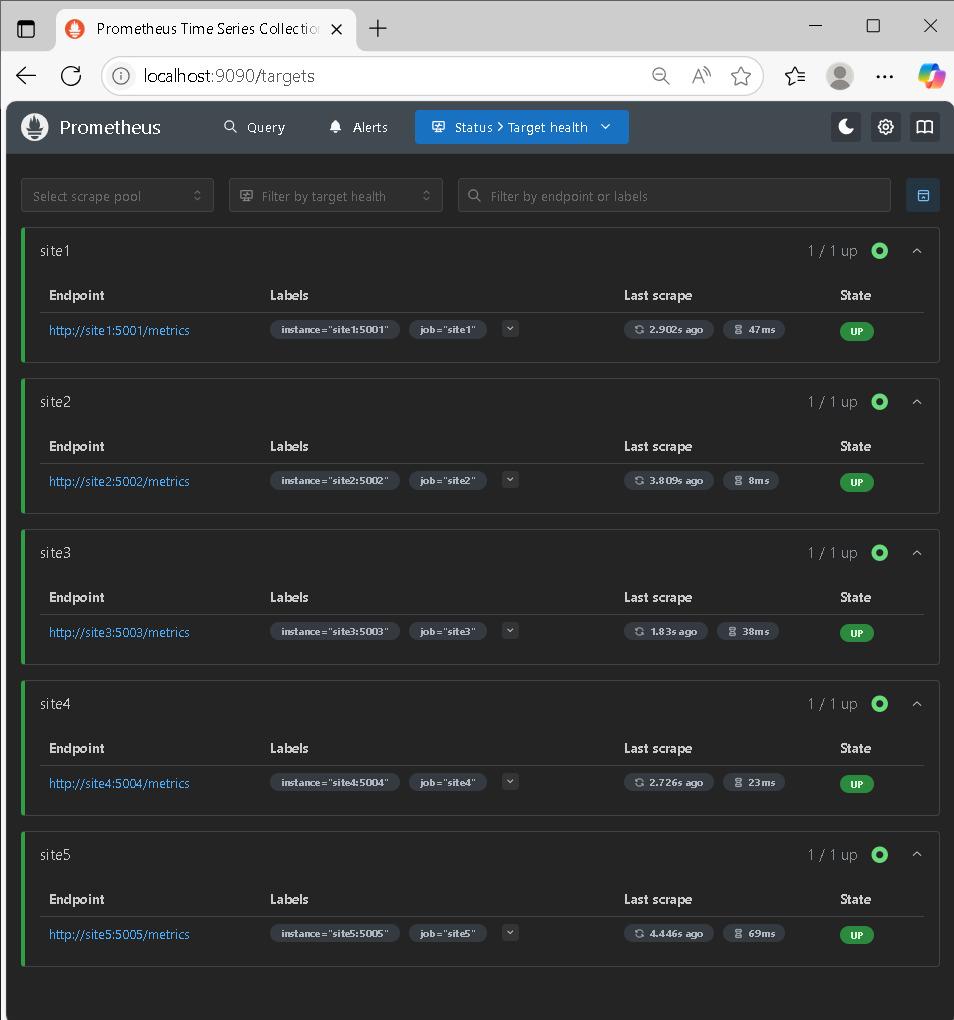 Prometheus Time Series Collectio
localhost:9090/targets
Prometheus Query Alerts Status > Target health
Select scrape pool Filter by target health Filter by endpoint or labels
site1 1 / 1 up
Endpoint Labels Last scrape State
http://site1:5001/metrics instance="site1:5001" job="site1" 2.902s ago 47ms UP
site2 1 / 1 up
Endpoint Labels Last scrape State
http://site2:5002/metrics instance="site2:5002" job="site2" 3.809s ago 8ms UP
site3 1 / 1 up
Endpoint Labels Last scrape State
http://site3:5003/metrics instance="site3:5003" job="site3" 1.83s ago 38ms UP
site4 1 / 1 up
Endpoint Labels Last scrape State
http://site4:5004/metrics instance="site4:5004" job="site4" 2.726s ago 23ms UP
site5 1 / 1 up
Endpoint Labels Last scrape State
http://site5:5005/metrics instance="site5:5005" job="site5" 4.446s ago 69ms UP